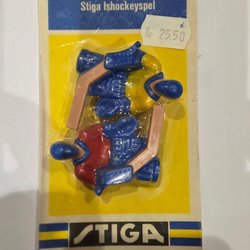 Stiga Ishockeyspel
Kr. 25.50
STIGA